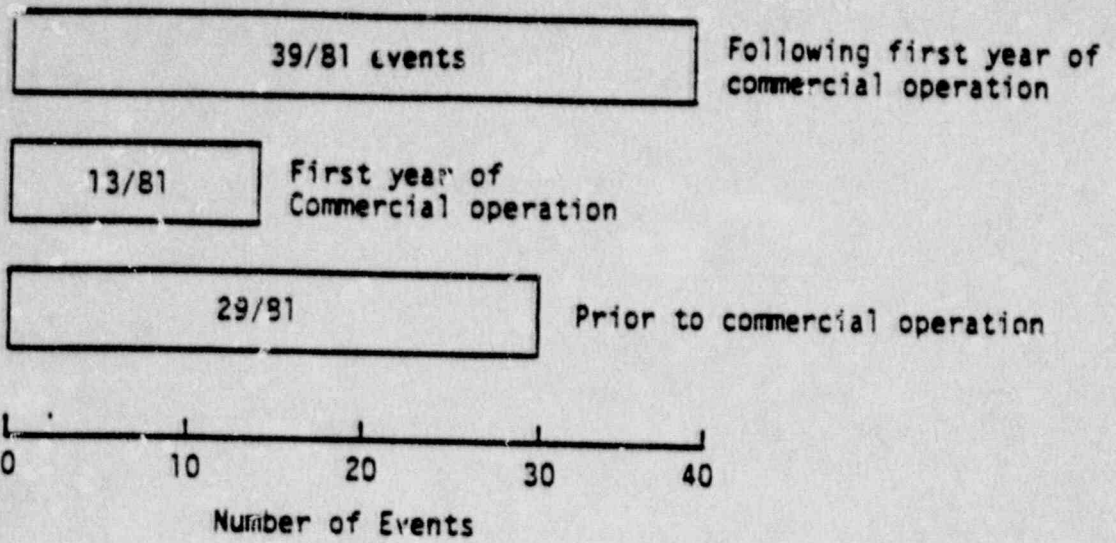 39/81 Events
Following first year of
commercial operation
13/81
First year of
Commercial operation
29/81
Prior to commercial operation
0 10 20 30 40
Number of Events